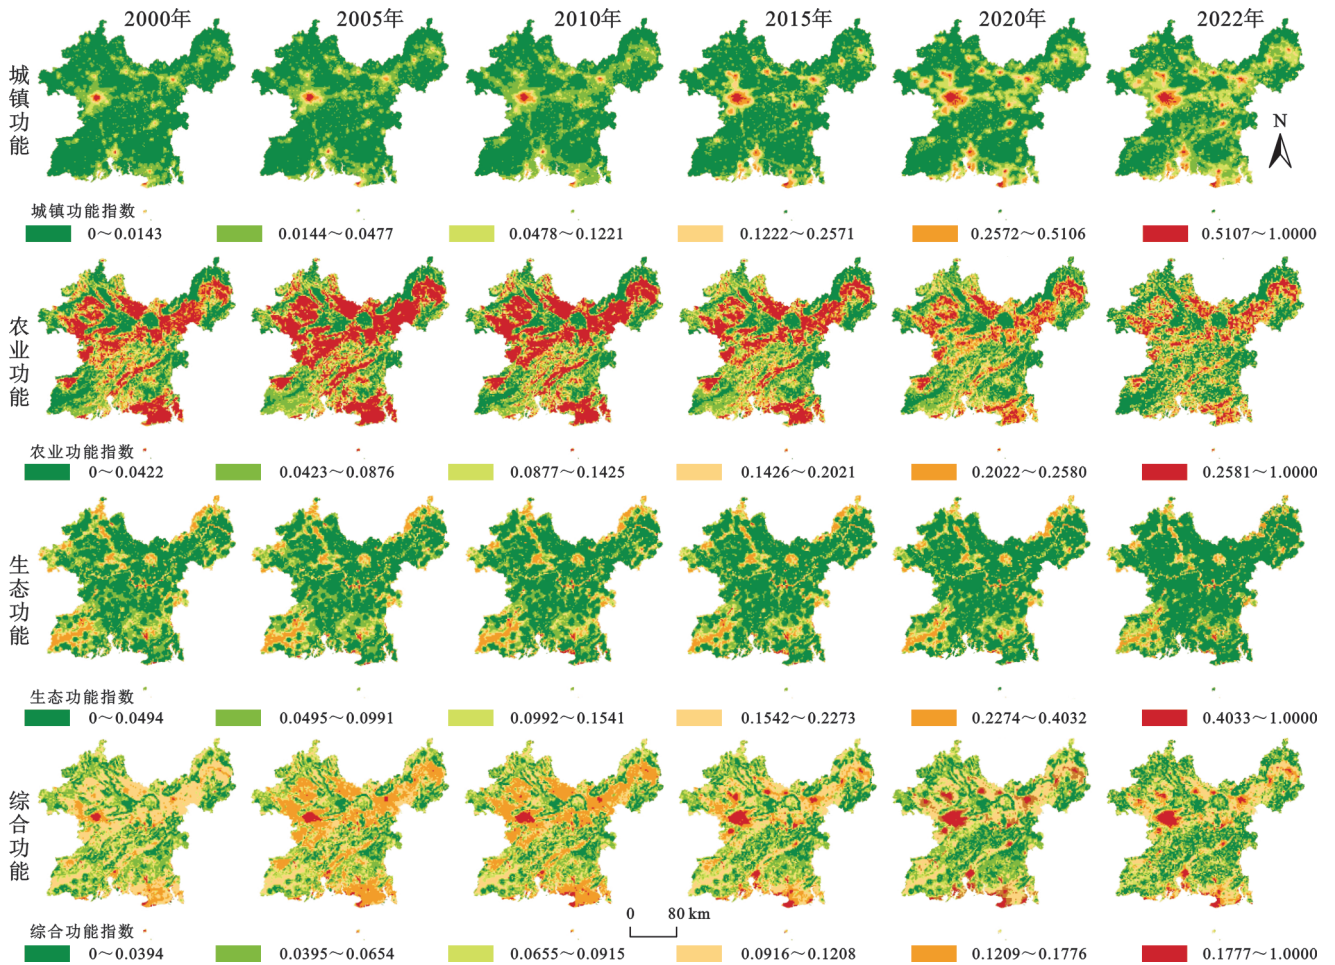 2000年 2005年 2010年 2015年 2020年 2022年
城镇功能
N
城镇功能指数
0～0.0143 0.0144～0.0477 0.0478～0.1221 0.1222～0.2571 0.2572～0.5106 0.5107～1.0000
农业功能
农业功能指数
0～0.0422 0.0423～0.0876 0.0877～0.1425 0.1426～0.2021 0.2022～0.2580 0.2581～1.0000
生态功能
生态功能指数
0～0.0494 0.0495～0.0991 0.0992～0.1541 0.1542～0.2273 0.2274～0.4032 0.4033～1.0000
综合功能
0 80 km
综合功能指数
0～0.0394 0.0395～0.0654 0.0655～0.0915 0.0916～0.1208 0.1209～0.1776 0.1777～1.0000